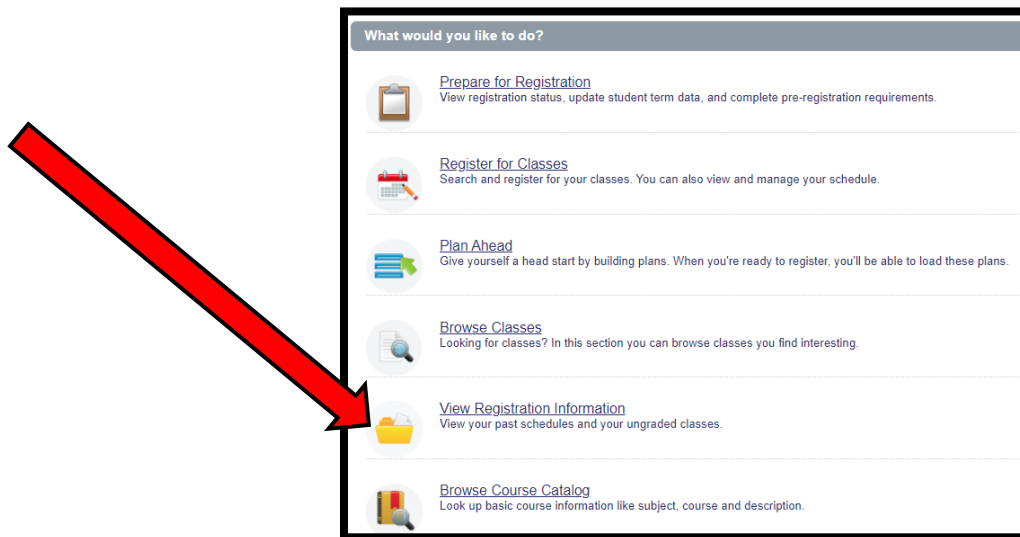 What would you like to do?
Prepare for Registration
View registration status, update student term data, and complete pre-registration requirements.
Register for Classes
Search and register for your classes. You can also view and manage your schedule.
Plan Ahead
Give yourself a head start by building plans. When you're ready to register, you'll be able to load these plans.
Browse Classes
Looking for classes? In this section you can browse classes you find interesting.
View Registration Information
View your past schedules and your ungraded classes.
Browse Course Catalog
Look up basic course information like subject, course and description.